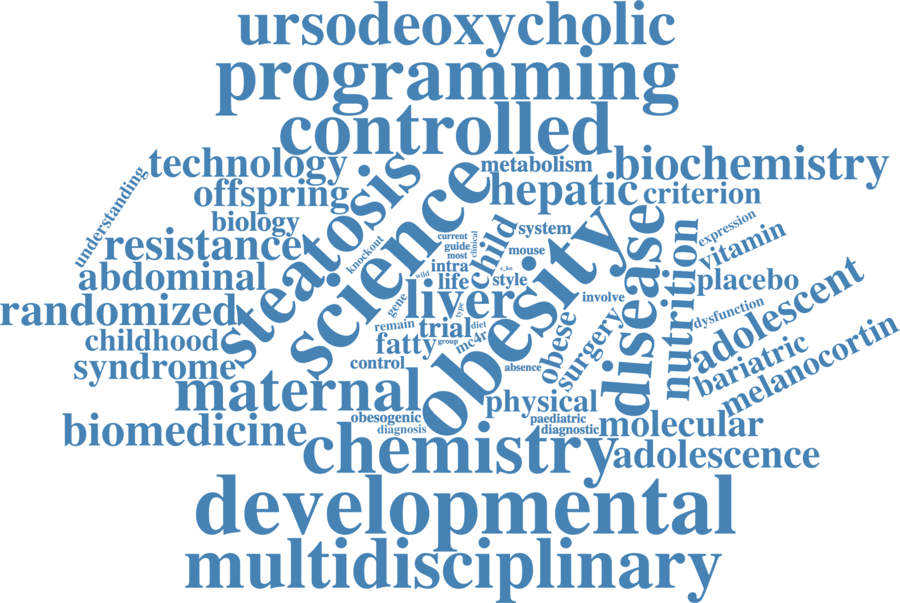 ursodeoxycholic
programming
controlled
technology
metabolism
biochemistry
understanding
offspring
steatosis
science
hepatic
criterion
biology
child
system
expression
resistance
knockout
current
clinical
guide
most
mouse
obesity
disease
nutrition
vitamin
abdominal
wild
intra
life
c_ko
style
placebo
randomized
gene
liver
type
involve
dysfunction
adolescent
childhood
remain
trial
diet
obese
surgery
syndrome
fatty
group
mc4r
control
absence
bariatric
melanocortin
maternal
physical
obesogenic
paediatric
biomedicine
diagnosis
diagnostic
molecular
chemistry
adolescence
developmental
multidisciplinary